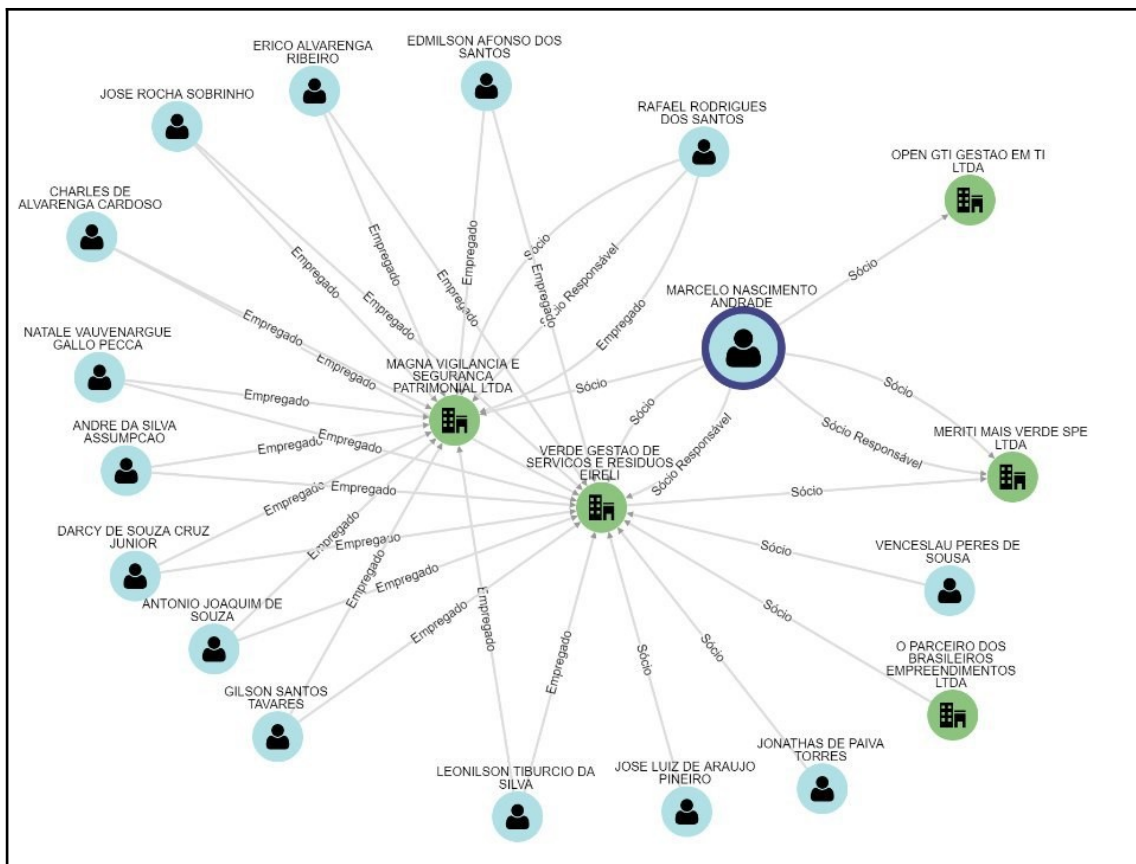 ERICO ALVARENGA
RIBEIRO
EDMILSON AFONSO DOS
SANTOS
JOSE ROCHA SOBRINHO
RAFAEL RODRIGUES
DOS SANTOS
OPEN GTI GESTAO EM TI
LTDA
CHARLES DE
ALVARENGA CARDOSO
Empregado
Empregado
Empregado
Sócio
Empregado
Sócio Responsável
Sócio
Empregado
Empregado
MARCELO NASCIMENTO
ANDRADE
Empregado
Empregado
NATALE VAUVENARGUE
GALLO PECCA
Empregado
Empregado
MAGNA VIGILANCIA E
SEGURANCA
PATRIMONIAL LTDA
Sócio
Sócio
Sócio
Empregado
ANDRE DA SILVA
ASSUMPCAO
Empregado
Empregado
Sócio Responsável
Sócio Responsável
MERITI MAIS VERDE SPE
LTDA
VERDE GESTAO DE
SERVICOS E RESIDUOS
EIRELI
Empregado
Sócio
Empregado
DARCY DE SOUZA CRUZ
JUNIOR
Empregado
Empregado
Sócio
VENCESLAU PERES DE
SOUSA
Empregado
Empregado
ANTONIO JOAQUIM DE
SOUZA
Empregado
Empregado
Empregado
Sócio
Sócio
Sócio
O PARCEIRO DOS
BRASILEIROS
EMPREENDIMENTOS
LTDA
GILSON SANTOS
TAVARES
LEONILSON TIBURCIO DA
SILVA
JOSE LUIZ DE ARAUJO
PINEIRO
JONATHAS DE PAIVA
TORRES